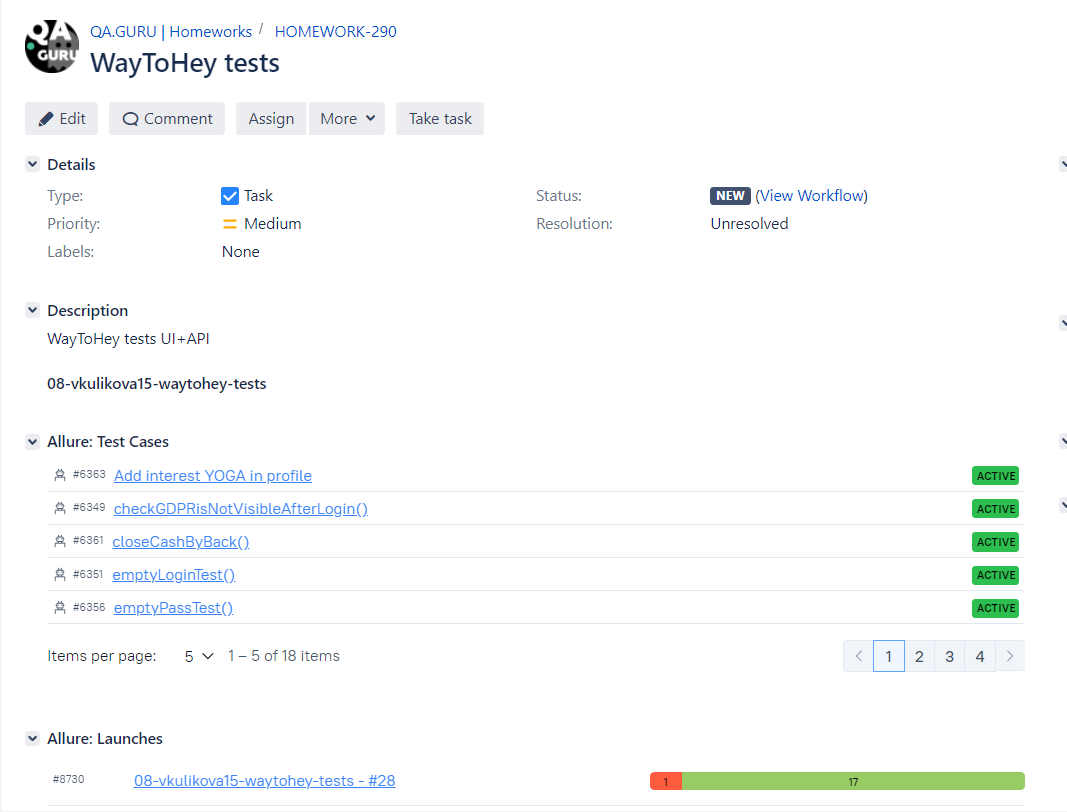 QA GURU
QA.GURU | Homeworks / HOMEWORK-290
WayToHey tests
Edit Comment Assign More Take task
Details
Type: Task Status: NEW (View Workflow)
Priority: Medium Resolution: Unresolved
Labels: None
Description
WayToHey tests UI+API
08-vkulikova15-waytohey-tests
Allure: Test Cases
#6363 Add interest YOGA in profile ACTIVE
#6349 checkGDPRisNotVisibleAfterLogin() ACTIVE
#6361 closeCashByBack() ACTIVE
#6351 emptyLoginTest() ACTIVE
#6356 emptyPassTest() ACTIVE
Items per page: 5 1 – 5 of 18 items 1 2 3 4
Allure: Launches
#8730 08-vkulikova15-waytohey-tests - #28 1 17